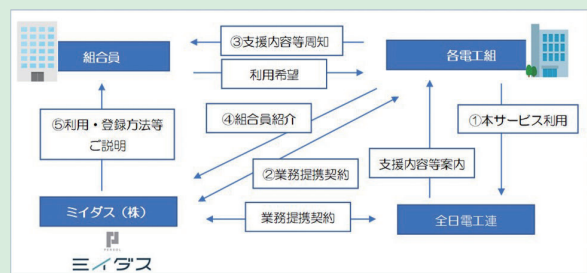 ③支援内容等周知
組合員
各電工組
利用希望
④組合員紹介
①本サービス利用
⑤利用・登録方法等
ご説明
②業務提携契約
支援内容等案内
ミイダス（株）
業務提携契約
全日電工連
PERSOL
ミイダス